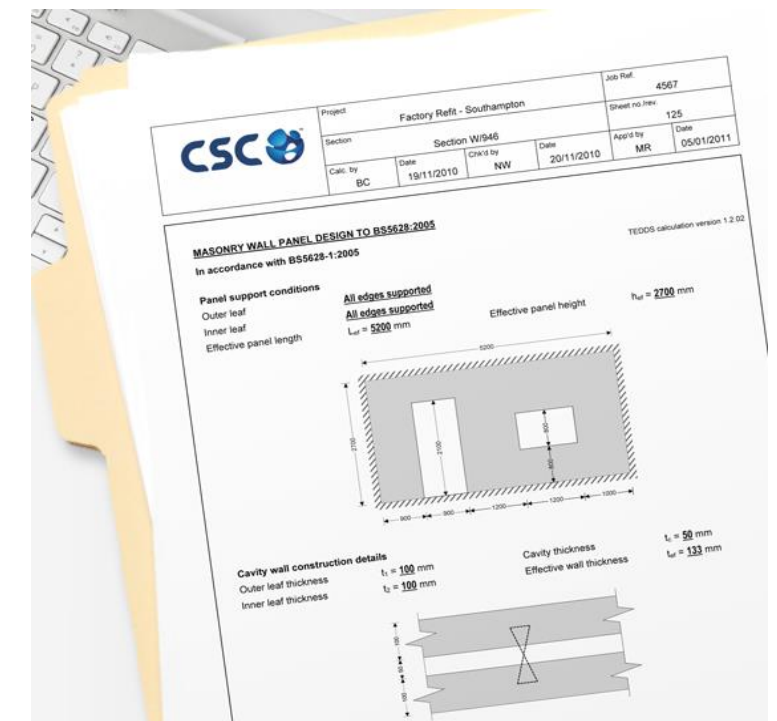 CSC
Project
Factory Refit - Southampton
Job Ref.
4567
Section
Section W/946
Sheet no./rev.
125
Calc. by
BC
Date
19/11/2010
Chk'd by
NW
Date
20/11/2010
App'd by
MR
Date
05/01/2011
MASONRY WALL PANEL DESIGN TO BS5628:2005
In accordance with BS5628-1:2005
TEDDS calculation version 1.2.02
Panel support conditions
Outer leaf All edges supported
Inner leaf All edges supported
Effective panel length Lef = 5200 mm Effective panel height hef = 2700 mm
5200
2700
2100
800
800
900 900 1200 1200 1000
Cavity wall construction details
Outer leaf thickness t1 = 100 mm Cavity thickness tc = 50 mm
Inner leaf thickness t2 = 100 mm Effective wall thickness tef = 133 mm
100
50
100